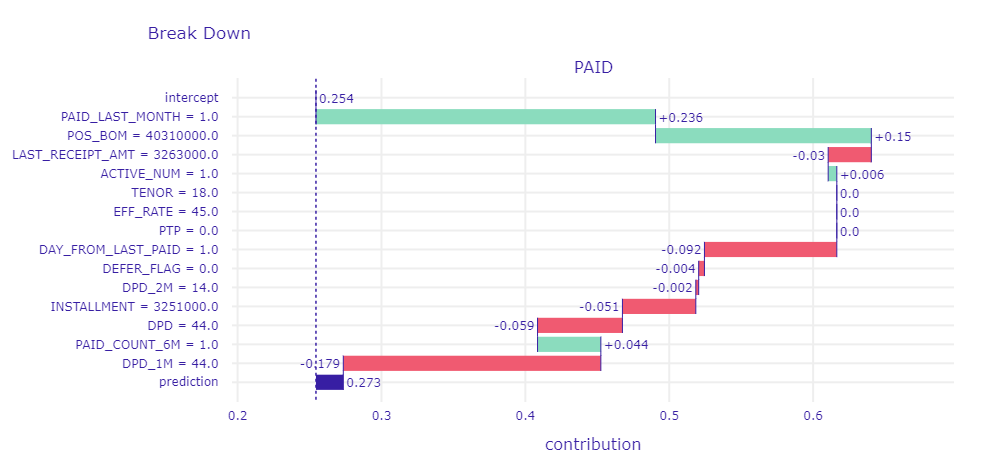 Break Down
PAID
intercept 0.254
PAID_LAST_MONTH = 1.0 +0.236
POS_BOM = 40310000.0 +0.15
LAST_RECEIPT_AMT = 3263000.0 -0.03
ACTIVE_NUM = 1.0 +0.006
TENOR = 18.0 0.0
EFF_RATE = 45.0 0.0
PTP = 0.0 0.0
DAY_FROM_LAST_PAID = 1.0 -0.092
DEFER_FLAG = 0.0 -0.004
DPD_2M = 14.0 -0.002
INSTALLMENT = 3251000.0 -0.051
DPD = 44.0 -0.059
PAID_COUNT_6M = 1.0 +0.044
DPD_1M = 44.0 -0.179
prediction 0.273
0.2 0.3 0.4 0.5 0.6
contribution